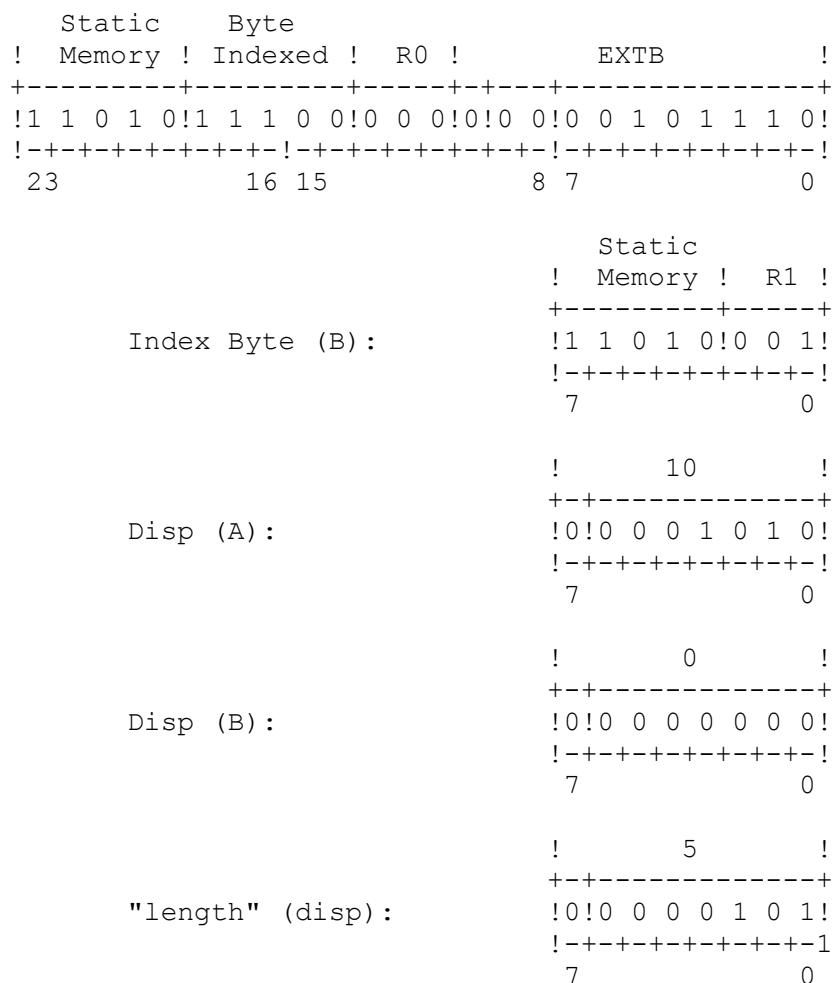 Static    Byte
!  Memory ! Indexed !  R0 !         EXTB         !
+---------+---------+-----+-+---+---------------+
!1 1 0 1 0!1 1 1 0 0!0 0 0!0!0 0!0 0 1 0 1 1 1 0!
!-+-+-+-+-+-+-+-!-+-+-+-+-+-+-+-!-+-+-+-+-+-+-+-!
 23           16 15            8 7             0
Static
!  Memory !  R1 !
+---------+-----+
Index Byte (B):          !1 1 0 1 0!0 0 1!
!-+-+-+-+-+-+-+-!
7             0
!      10       !
+-+-------------+
Disp (A):                !0!0 0 0 1 0 1 0!
!-+-+-+-+-+-+-+-!
7             0
!       0       !
+-+-------------+
Disp (B):                !0!0 0 0 0 0 0 0!
!-+-+-+-+-+-+-+-!
7             0
!       5       !
+-+-------------+
"length" (disp):         !0!0 0 0 0 1 0 1!
!-+-+-+-+-+-+-+-1
7             0